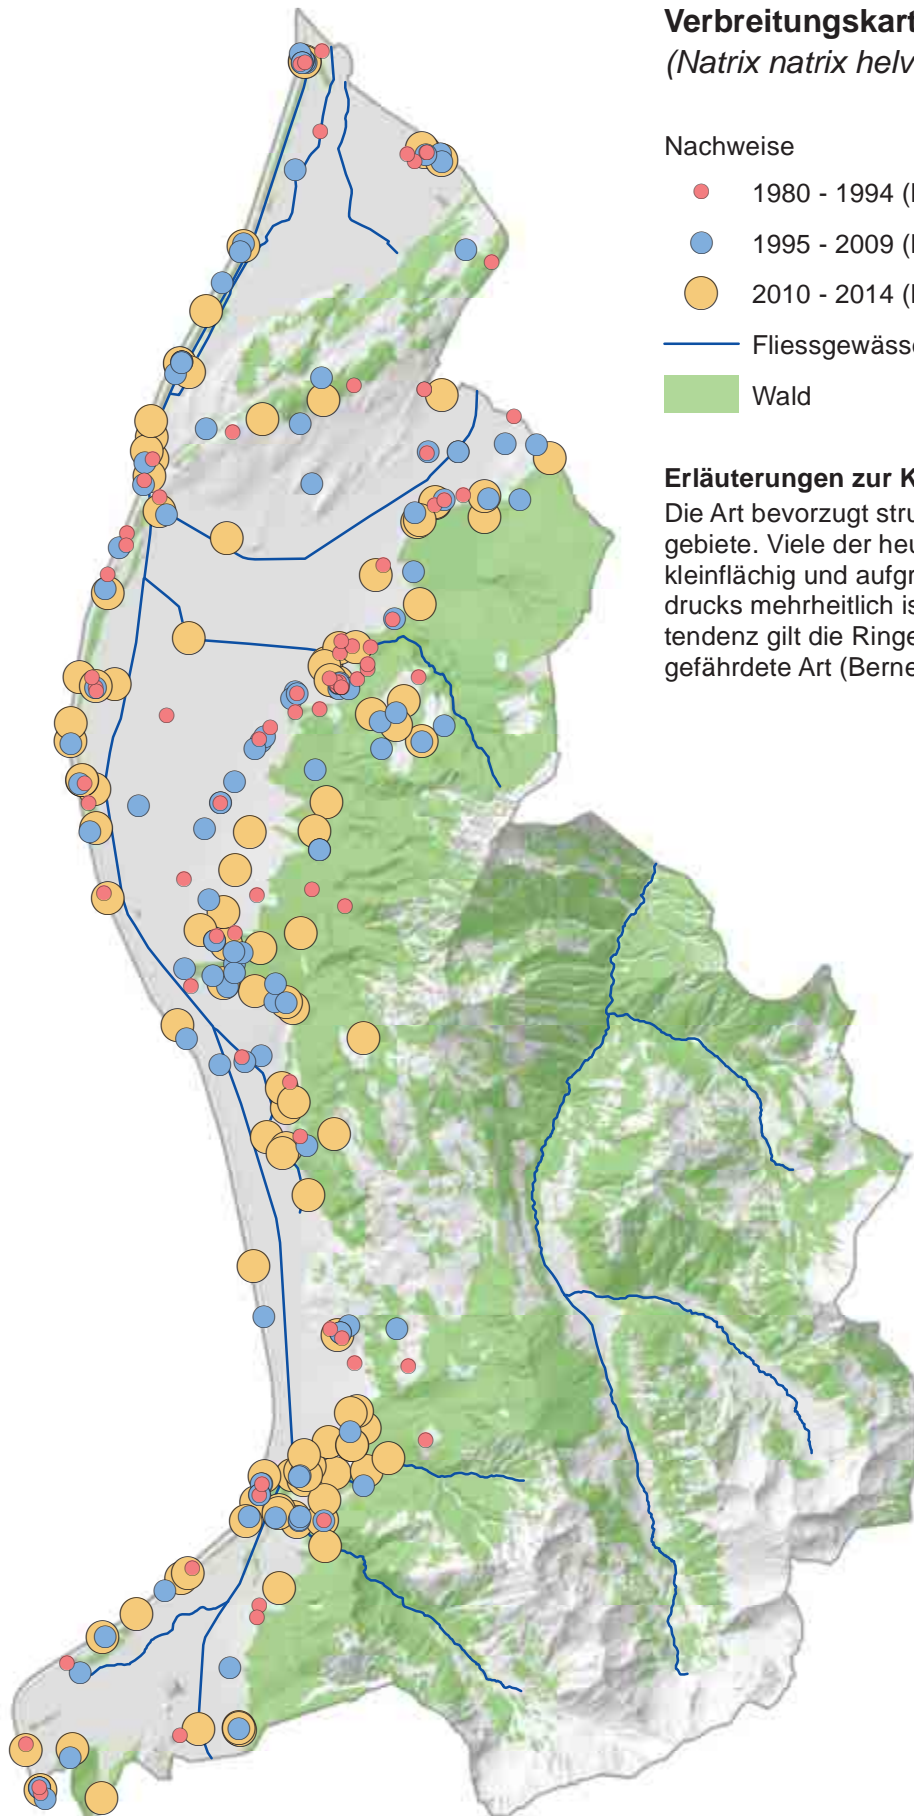 Verbreitungskart
(Natrix natrix helv
Nachweise
1980 - 1994 (
1995 - 2009 (
2010 - 2014 (
Fliessgewässe
Wald
Erläuterungen zur K
Die Art bevorzugt stru
gebiete. Viele der heu
kleinflächig und aufgr
drucks mehrheitlich is
tendenz gilt die Ringe
gefährdete Art (Berne